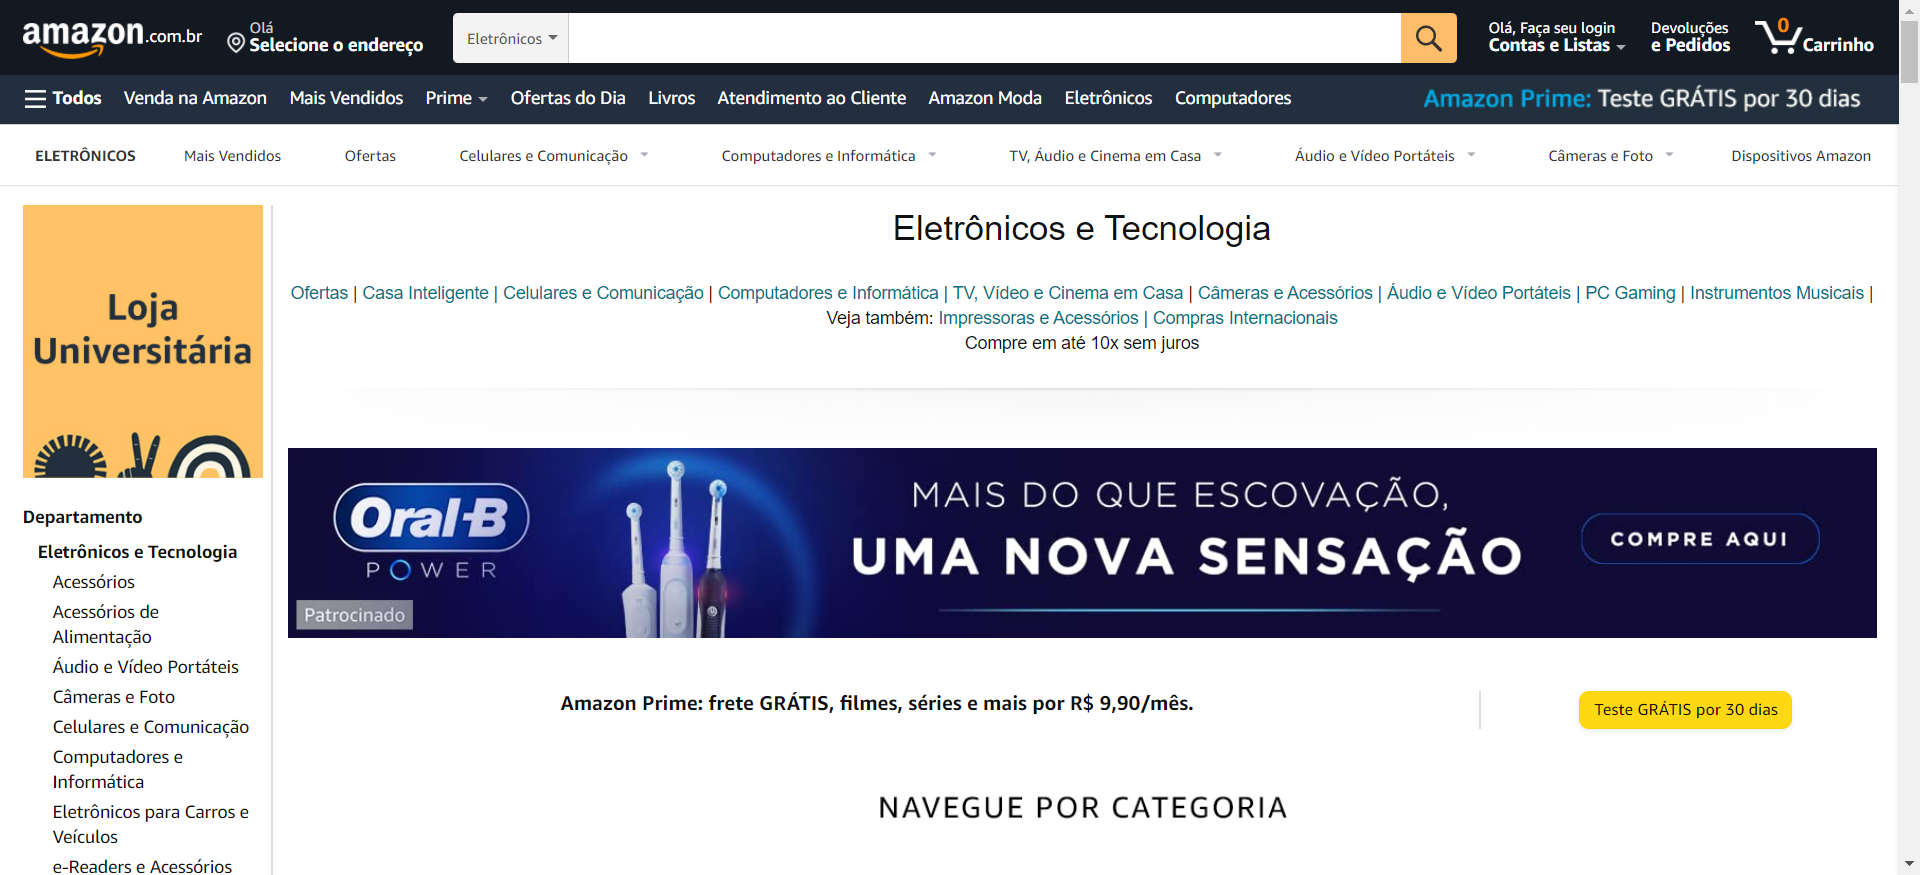 amazon.com.br
Olá
Selecione o endereço
Eletrônicos
Olá, Faça seu login
Contas e Listas
Devoluções
e Pedidos
0
Carrinho
Todos Venda na Amazon Mais Vendidos Prime Ofertas do Dia Livros Atendimento ao Cliente Amazon Moda Eletrônicos Computadores
Amazon Prime: Teste GRÁTIS por 30 dias
ELETRÔNICOS Mais Vendidos Ofertas Celulares e Comunicação Computadores e Informática TV, Áudio e Cinema em Casa Áudio e Vídeo Portáteis Câmeras e Foto Dispositivos Amazon
Loja
Universitária
Departamento
Eletrônicos e Tecnologia
Acessórios
Acessórios de
Alimentação
Áudio e Vídeo Portáteis
Câmeras e Foto
Celulares e Comunicação
Computadores e
Informática
Eletrônicos para Carros e
Veículos
e-Readers e Acessórios
Eletrônicos e Tecnologia
Ofertas | Casa Inteligente | Celulares e Comunicação | Computadores e Informática | TV, Vídeo e Cinema em Casa | Câmeras e Acessórios | Áudio e Vídeo Portáteis | PC Gaming | Instrumentos Musicais |
Veja também: Impressoras e Acessórios | Compras Internacionais
Compre em até 10x sem juros
Oral-B
POWER
Patrocinado
MAIS DO QUE ESCOVAÇÃO,
UMA NOVA SENSAÇÃO
COMPRE AQUI
Amazon Prime: frete GRÁTIS, filmes, séries e mais por R$ 9,90/mês.
Teste GRÁTIS por 30 dias
NAVEGUE POR CATEGORIA